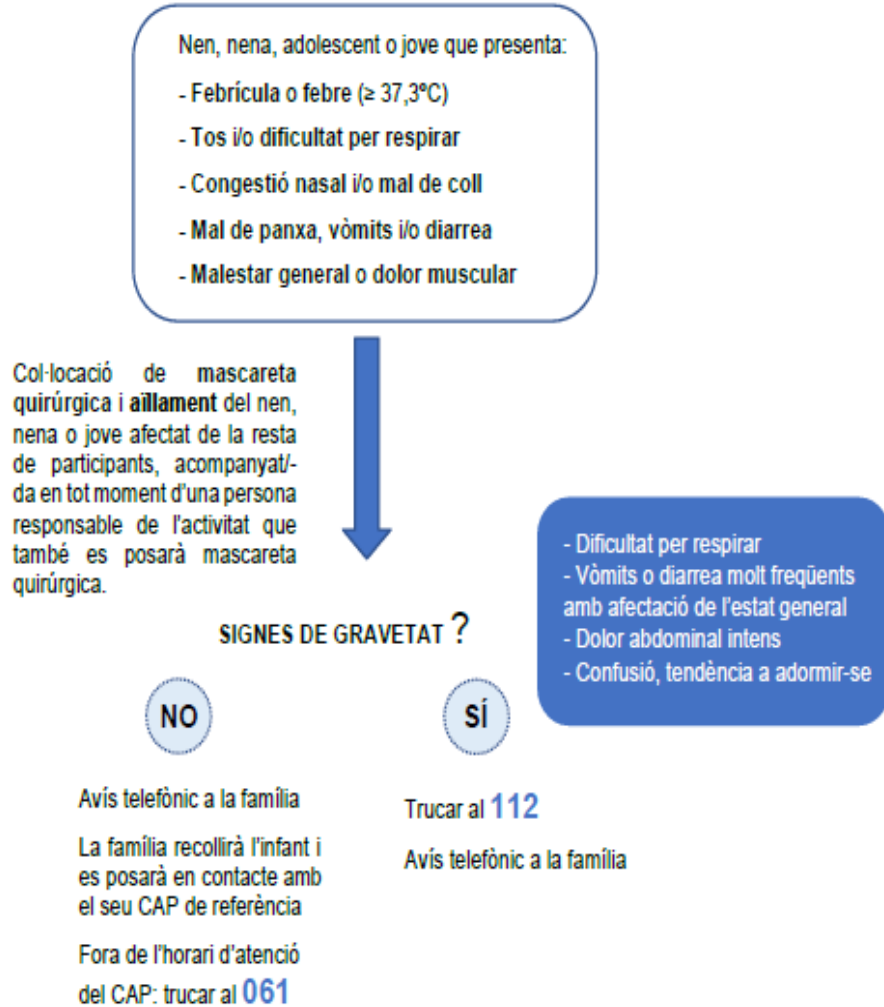 Nen, nena, adolescent o jove que presenta:
- Febrícula o febre (≥ 37,3ºC)
- Tos i/o dificultat per respirar
- Congestió nasal i/o mal de coll
- Mal de panxa, vòmits i/o diarrea
- Malestar general o dolor muscular
Col·locació de mascareta
quirúrgica i aïllament del nen,
nena o jove afectat de la resta
de participants, acompanyat/-
da en tot moment d'una persona
responsable de l'activitat que
també es posarà mascareta
quirúrgica.
- Dificultat per respirar
- Vòmits o diarrea molt freqüents
amb afectació de l'estat general
- Dolor abdominal intens
- Confusió, tendència a adormir-se
SIGNES DE GRAVETAT ?
NO
SÍ
Avís telefònic a la família
La família recollirà l'infant i
es posarà en contacte amb
el seu CAP de referència
Fora de l'horari d'atenció
del CAP: trucar al 061
Trucar al 112
Avís telefònic a la família